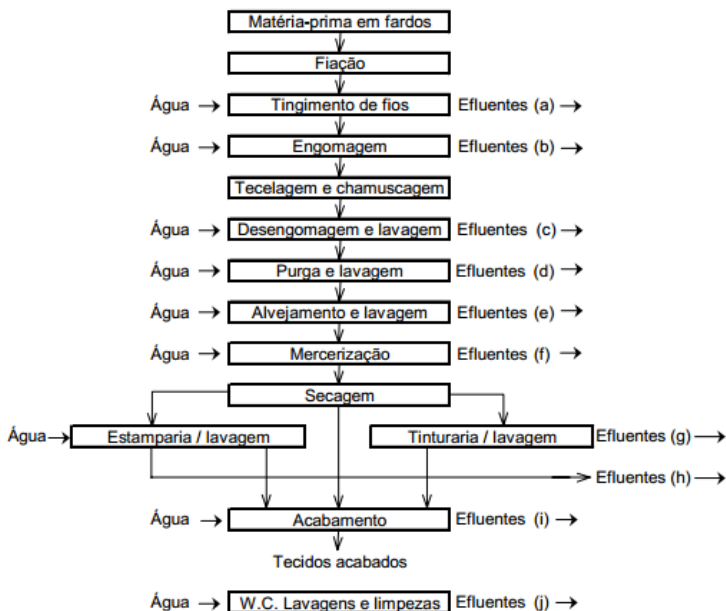 Matéria-prima em fardos
Fiação
Água Tingimento de fios Efluentes (a)
Água Engomagem Efluentes (b)
Tecelagem e chamuscagem
Água Desengomagem e lavagem Efluentes (c)
Água Purga e lavagem Efluentes (d)
Água Alvejamento e lavagem Efluentes (e)
Água Mercerização Efluentes (f)
Secagem
Água Estamparia / lavagem Tinturaria / lavagem Efluentes (g)
Efluentes (h)
Água Acabamento Efluentes (i)
Tecidos acabados
Água W.C. Lavagens e limpezas Efluentes (j)